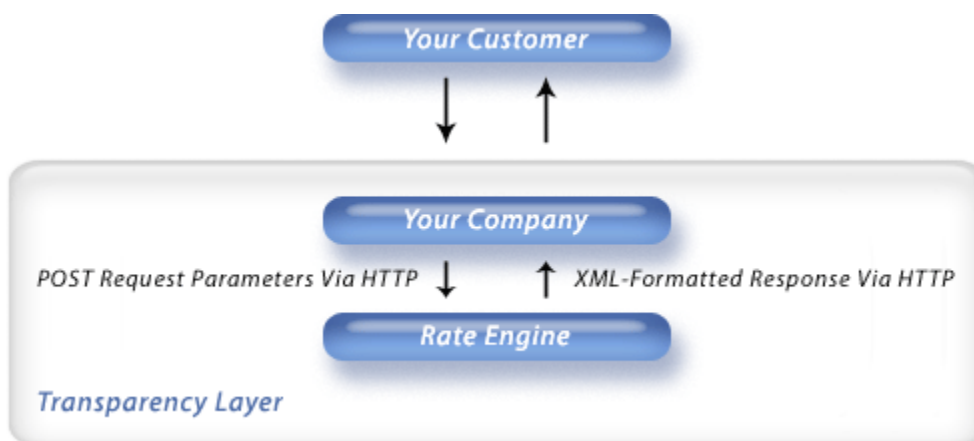 Your Customer
Your Company
POST Request Parameters Via HTTP
XML-Formatted Response Via HTTP
Rate Engine
Transparency Layer